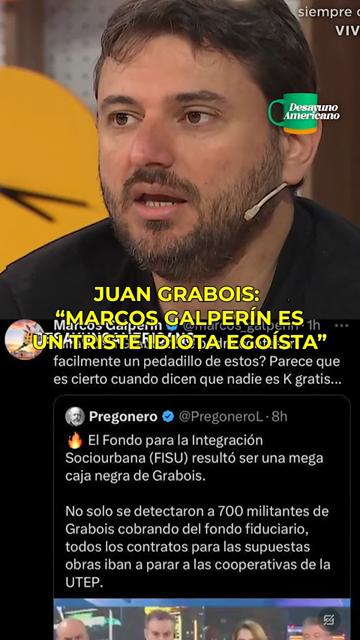 siempre c
VIV
Desayuno
Americano
JUAN GRABOIS:
“MARCOS GALPERÍN ES
UN TRISTE IDIOTA EGOÍSTA”
Marcos Galperin @marcos_galperin · 1h
facilmente un pedadillo de estos? Parece que
es cierto cuando dicen que nadie es K gratis...
Pregonero @PregoneroL · 8h
🔥 El Fondo para la Integración
Sociourbana (FISU) resultó ser una mega
caja negra de Grabois.
No solo se detectaron a 700 militantes de
Grabois cobrando del fondo fiduciario,
todos los contratos para las supuestas
obras iban a parar a las cooperativas de la
UTEP.